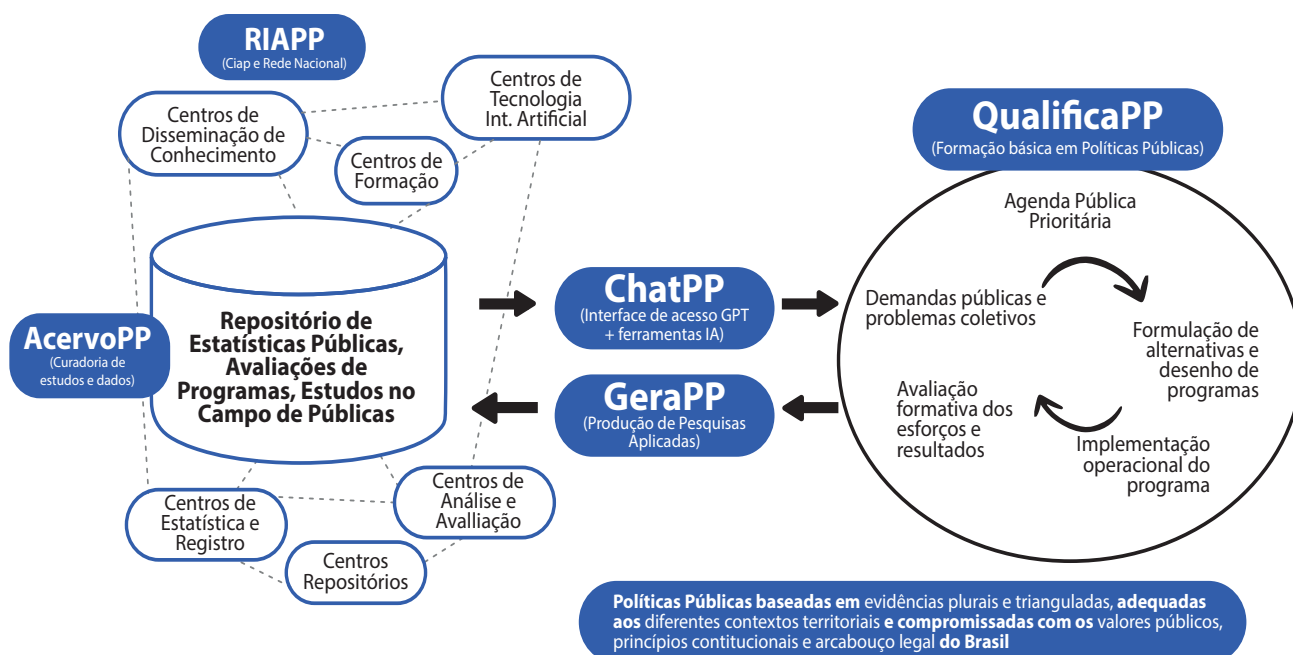 RIAPP
(Ciap e Rede Nacional)
Centros de
Disseminação de
Conhecimento
Centros de
Tecnologia
Int. Artificial
Centros de
Formação
AcervoPP
(Curadoria de
estudos e dados)
Repositório de
Estatísticas Públicas,
Avaliações de
Programas, Estudos no
Campo de Públicas
Centros de
Estatística e
Registro
Centros
Repositórios
Centros de
Análise e
Avalliação
ChatPP
(Interface de acesso GPT
+ ferramentas IA)
GeraPP
(Produção de Pesquisas
Aplicadas)
QualificaPP
(Formação básica em Políticas Públicas)
Agenda Pública
Prioritária
Demandas públicas e
problemas coletivos
Formulação de
alternativas e
desenho de
programas
Implementação
operacional do
programa
Avaliação
formativa dos
esforços e
resultados
Políticas Públicas baseadas em evidências plurais e trianguladas, adequadas
aos diferentes contextos territoriais e compromissadas com os valores públicos,
princípios contitucionais e arcabouço legal do Brasil